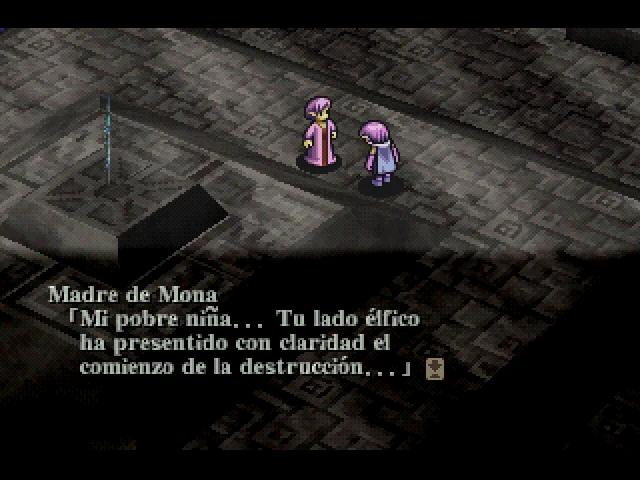 Madre de Mona
「Mi pobre niña... Tu lado élfico
ha presentido con claridad el
comienzo de la destrucción...」